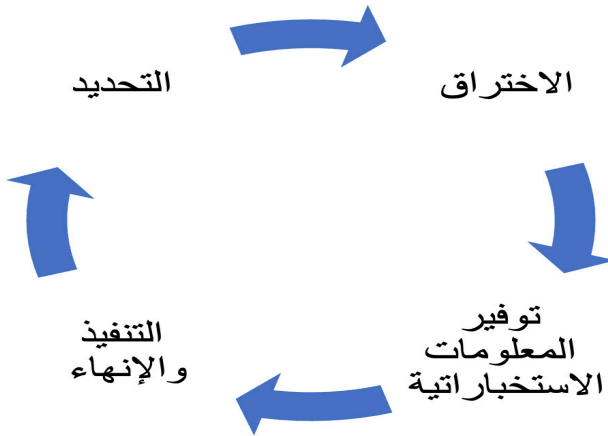 التحديد
الاختراق
توفير
المعلومات
الاستخباراتية
التنفيذ
والإنهاء